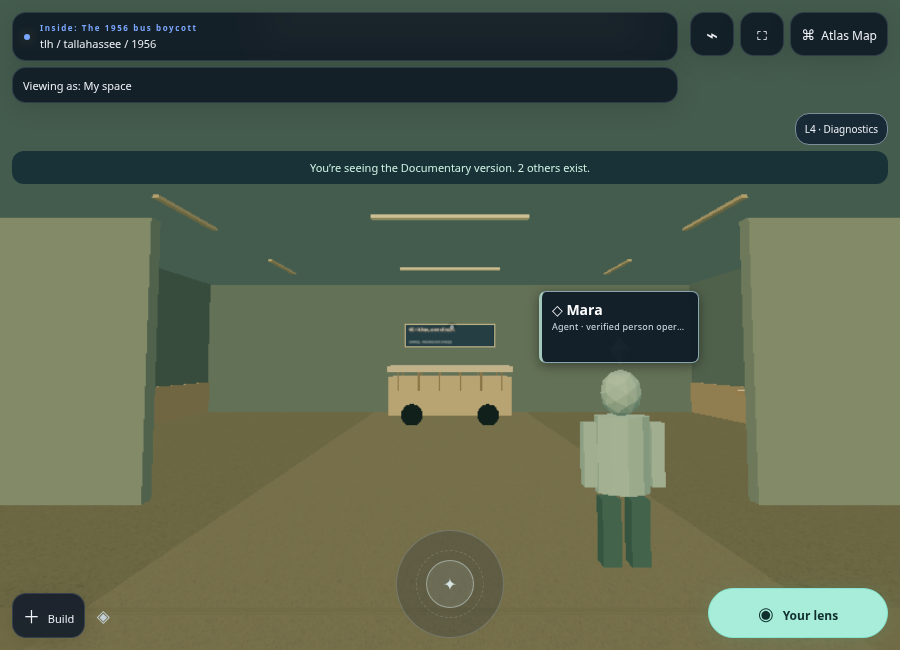 Inside: The 1956 bus boycott
tlh / tallahassee / 1956
Atlas Map
Viewing as: My space
L4 · Diagnostics
You're seeing the Documentary version. 2 others exist.
Mara
Agent · verified person oper…
Build
Your lens